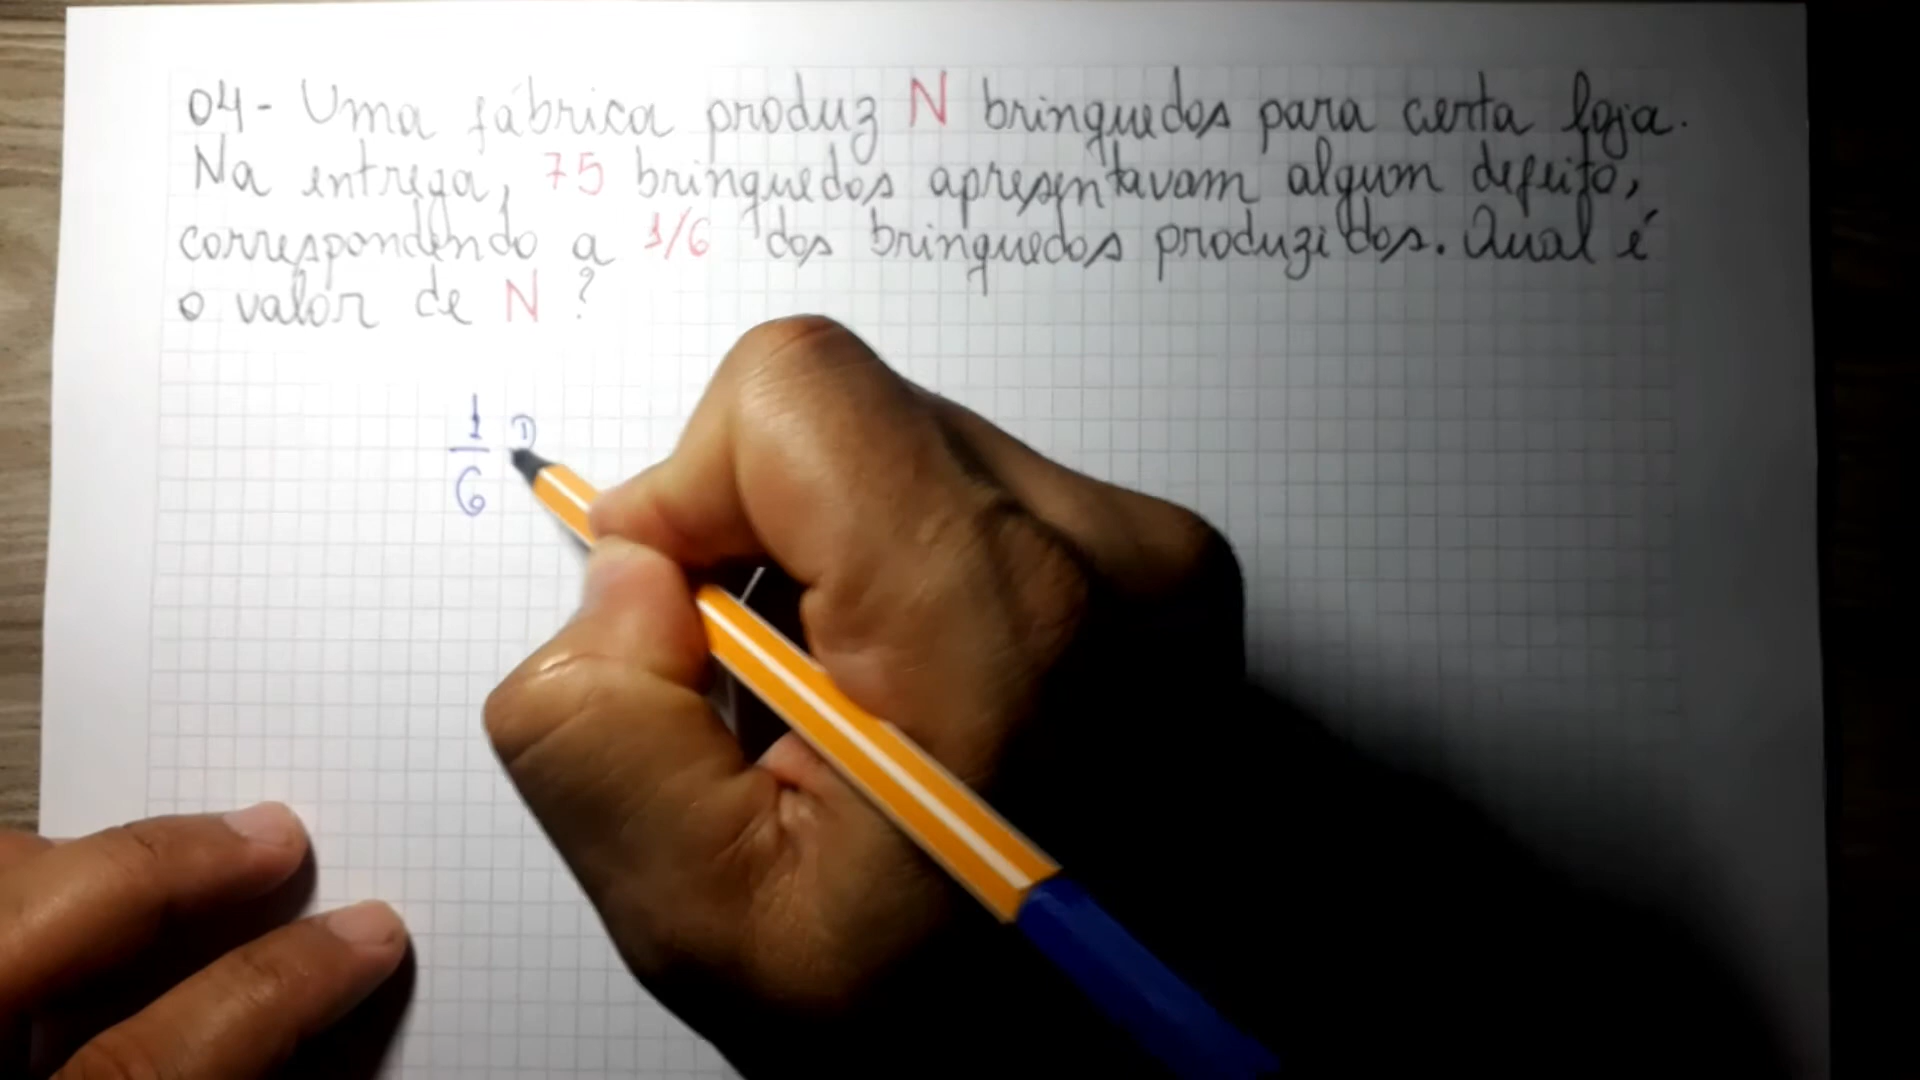 04- Uma fábrica produz N brinquedos para certa loja.
Na entrega, 75 brinquedos apresentavam algum defeito,
correspondendo a 1/6 dos brinquedos produzidos. Qual é
o valor de N ?
1
6
D